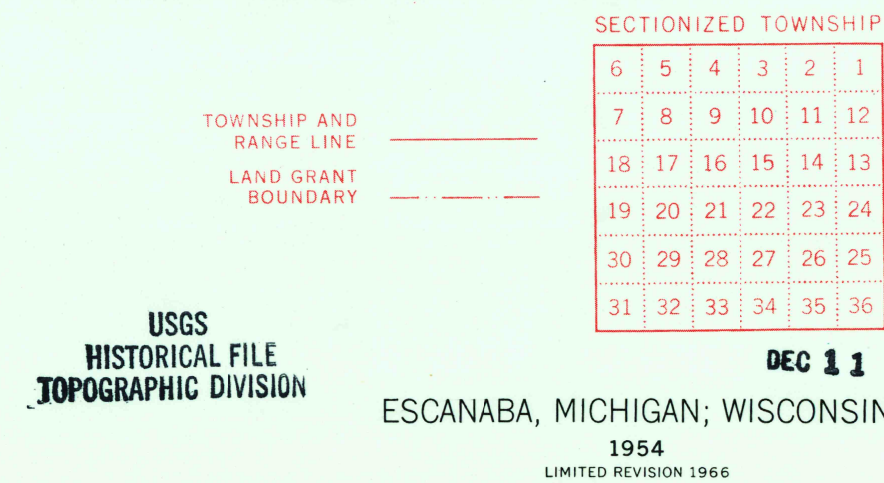 SECTIONIZED TOWNSHIP
6 5 4 3 2 1
7 8 9 10 11 12
18 17 16 15 14 13
19 20 21 22 23 24
30 29 28 27 26 25
31 32 33 34 35 36
TOWNSHIP AND
RANGE LINE
LAND GRANT
BOUNDARY
USGS
HISTORICAL FILE
TOPOGRAPHIC DIVISION
DEC 1 1
ESCANABA, MICHIGAN; WISCONSIN
1954
LIMITED REVISION 1966